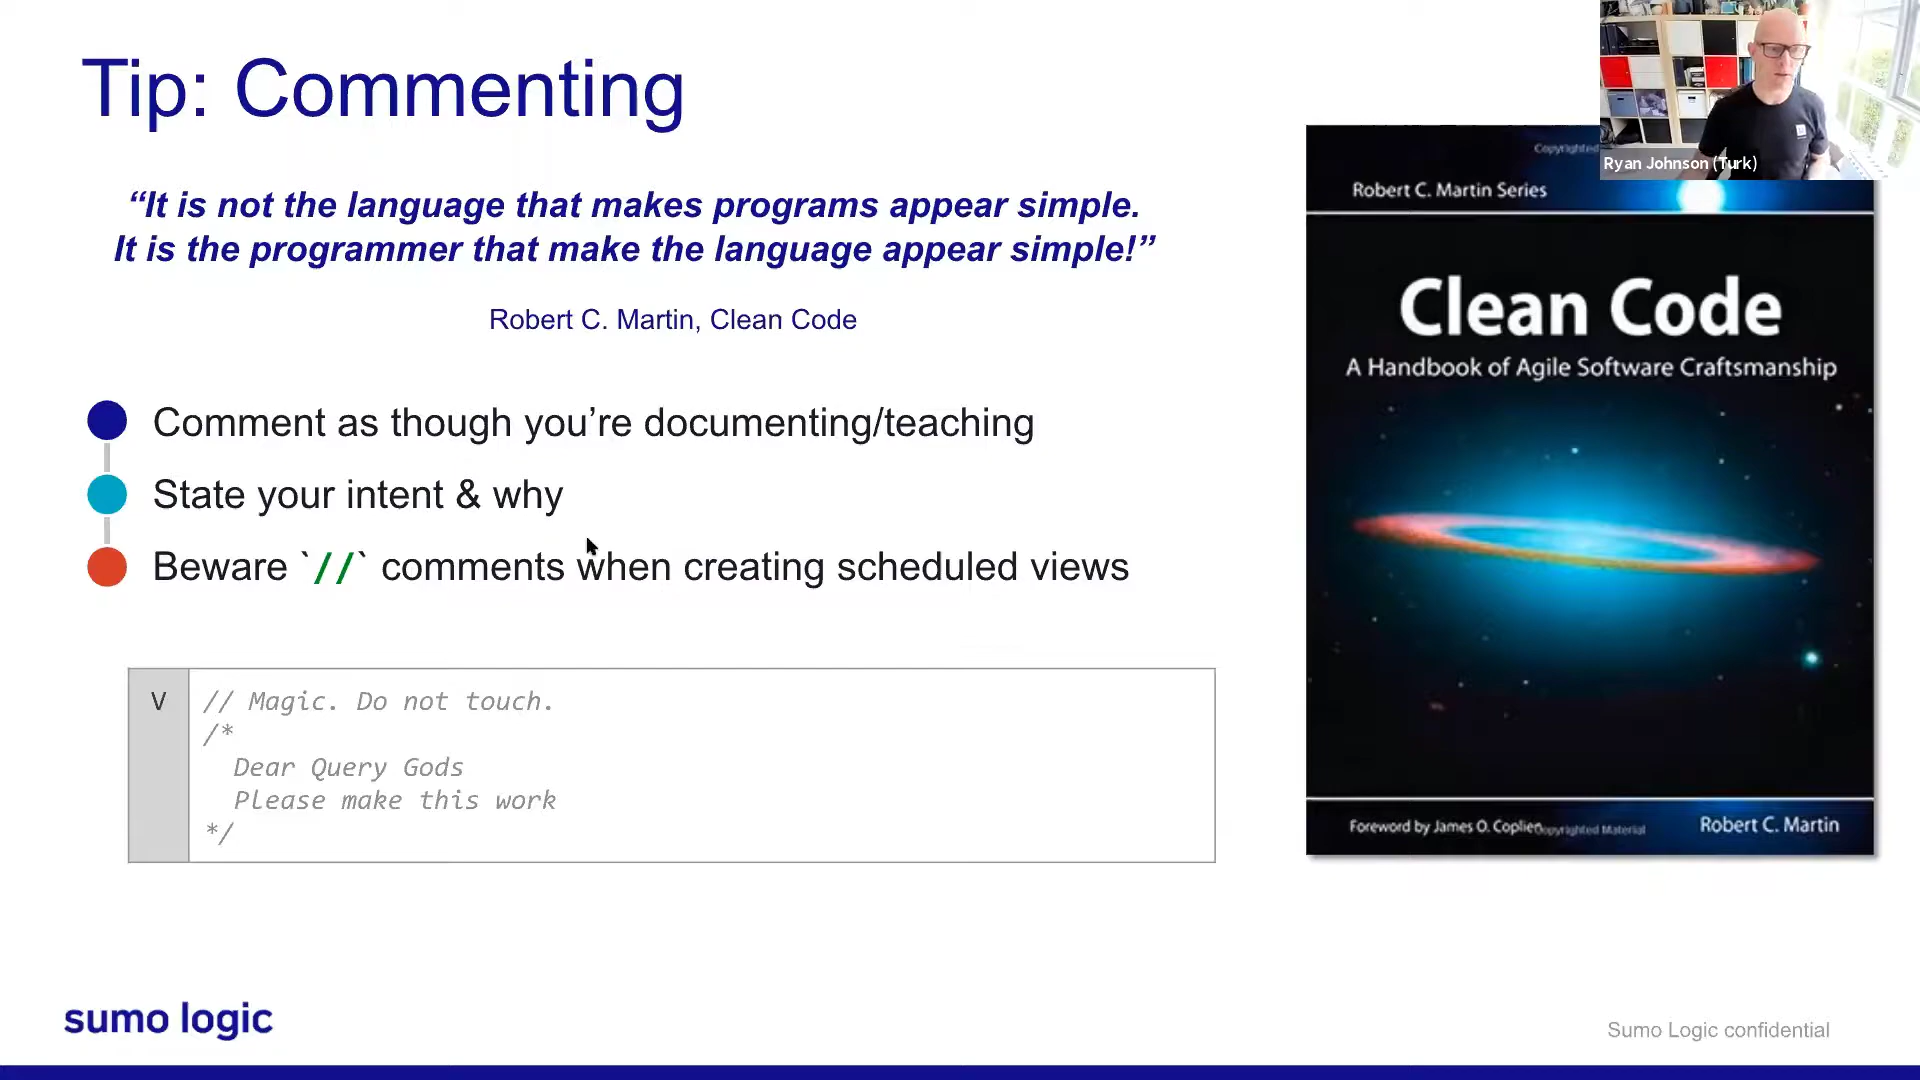 Tip: Commenting
“It is not the language that makes programs appear simple.
It is the programmer that make the language appear simple!”
Robert C. Martin, Clean Code
Comment as though you’re documenting/teaching
State your intent & why
Beware `//` comments when creating scheduled views
V
// Magic. Do not touch.
/*
Dear Query Gods
Please make this work
*/
Ryan Johnson (Turk)
Copyrighted
Robert C. Martin Series
Clean Code
A Handbook of Agile Software Craftsmanship
Foreword by James O. Coplien
Copyrighted Material
Robert C. Martin
sumo logic
Sumo Logic confidential